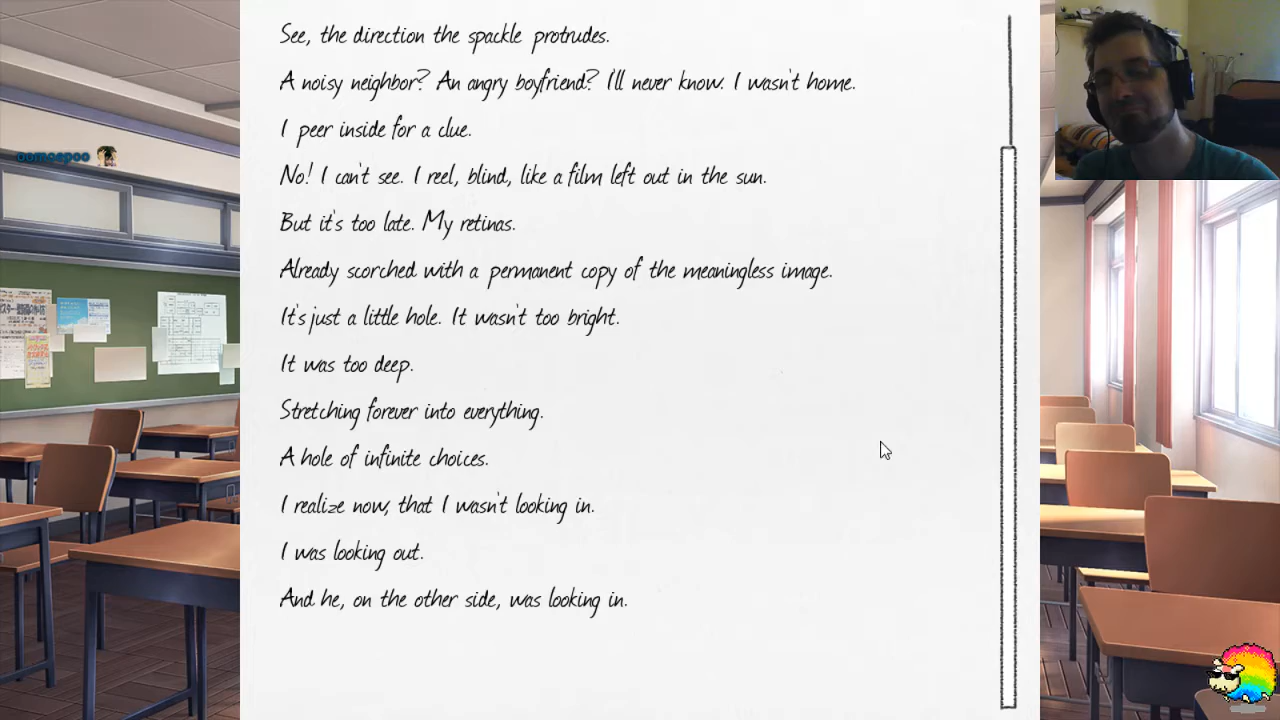 See, the direction the spackle protrudes.
A noisy neighbor? An angry boyfriend? I'll never know. I wasn't home.
I peer inside for a clue.
No! I can't see. I reel, blind, like a film left out in the sun.
But it's too late. My retinas.
Already scorched with a permanent copy of the meaningless image.
It's just a little hole. It wasn't too bright.
It was too deep.
Stretching forever into everything.
A hole of infinite choices.
I realize now, that I wasn't looking in.
I was looking out.
And he, on the other side, was looking in.